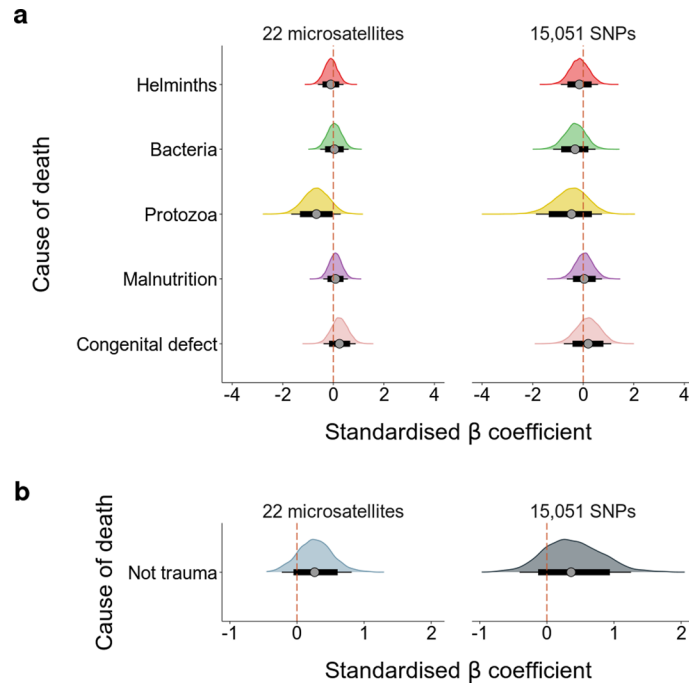 a
22 microsatellites 15,051 SNPs
Cause of death
Helminths
Bacteria
Protozoa
Malnutrition
Congenital defect
-4 -2 0 2 4 -4 -2 0 2 4
Standardised β coefficient
b
22 microsatellites 15,051 SNPs
Cause of death
Not trauma
-1 0 1 2 -1 0 1 2
Standardised β coefficient